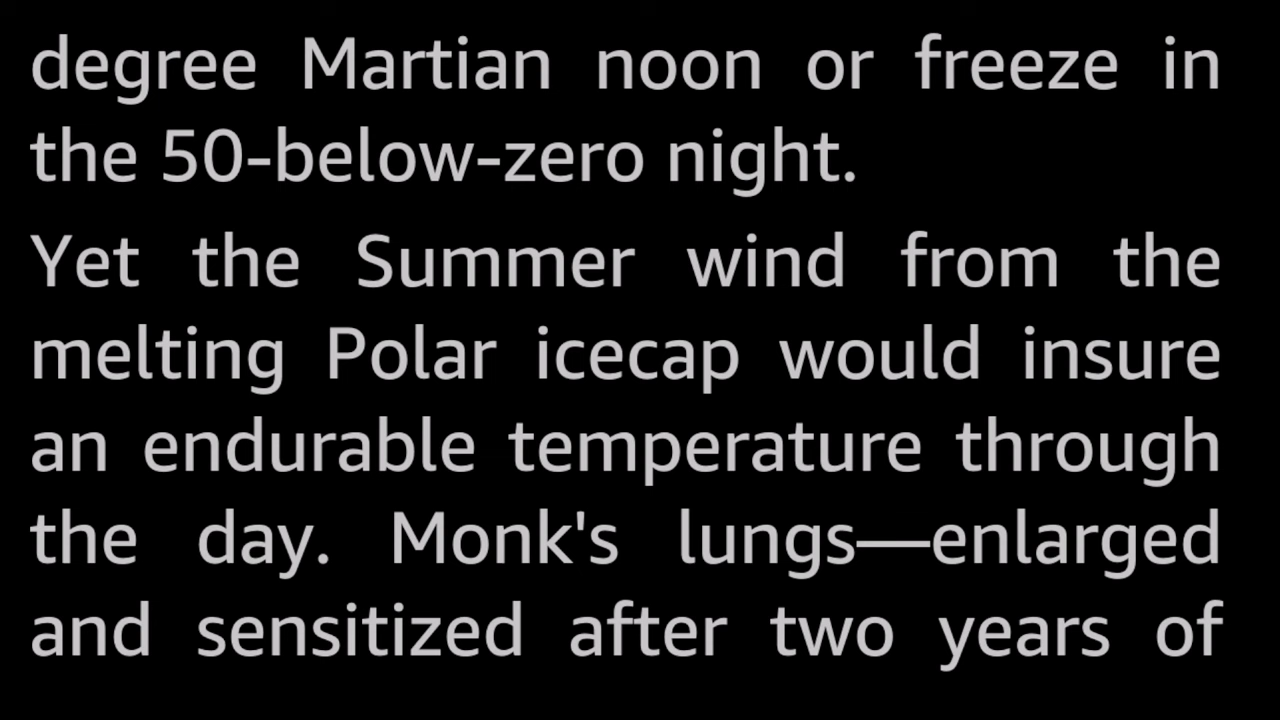 degree Martian noon or freeze in
the 50-below-zero night.
Yet the Summer wind from the
melting Polar icecap would insure
an endurable temperature through
the day. Monk's lungs—enlarged
and sensitized after two years of